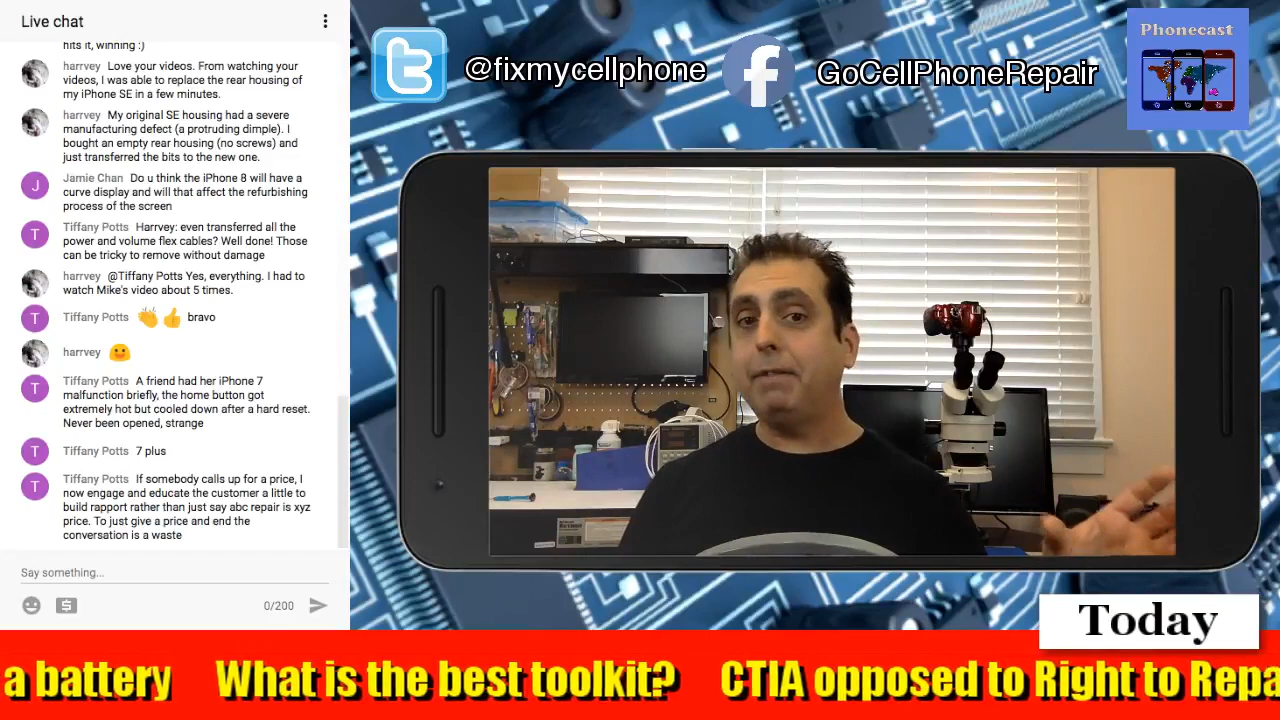 Live chat
hits it, winning :)
harrvey Love your videos. From watching your
videos, I was able to replace the rear housing of
my iPhone SE in a few minutes.
harrvey My original SE housing had a severe
manufacturing defect (a protruding dimple). I
bought an empty rear housing (no screws) and
just transferred the bits to the new one.
J
Jamie Chan Do u think the iPhone 8 will have a
curve display and will that affect the refurbishing
process of the screen
T
Tiffany Potts Harvey: even transferred all the
power and volume flex cables? Well done! Those
can be tricky to remove without damage
harrvey @Tiffany Potts Yes, everything. I had to
watch Mike's video about 5 times.
T
Tiffany Potts 👏👍 bravo
harrvey 😃
T
Tiffany Potts A friend had her iPhone 7
malfunction briefly, the home button got
extremely hot but cooled down after a hard reset.
Never been opened, strange
T
Tiffany Potts 7 plus
T
Tiffany Potts If somebody calls up for a price, I
now engage and educate the customer a little to
build rapport rather than just say abc repair is xyz
price. To just give a price and end the
conversation is a waste
Say something...
0/200
@fixmycellphone
GoCellPhoneRepair
Phonecast
Today
a battery What is the best toolkit? CTIA opposed to Right to Repa